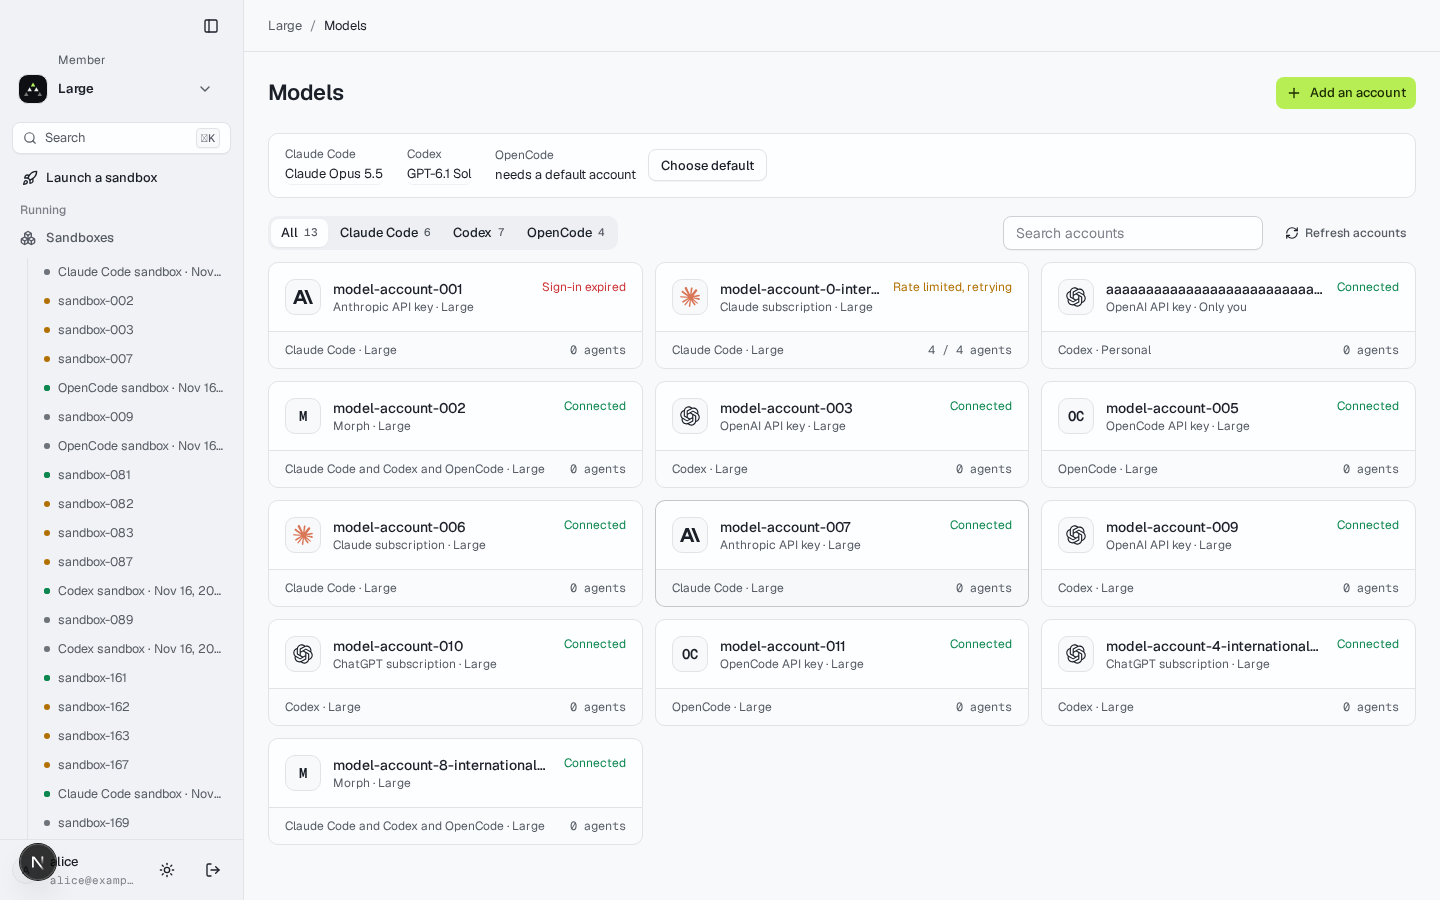 Member
Large
Search
K
Launch a sandbox
Running
Sandboxes
Claude Code sandbox · Nov...
sandbox-002
sandbox-003
sandbox-007
OpenCode sandbox · Nov 16...
sandbox-009
OpenCode sandbox · Nov 16...
sandbox-081
sandbox-082
sandbox-083
sandbox-087
Codex sandbox · Nov 16, 20...
sandbox-089
Codex sandbox · Nov 16, 20...
sandbox-161
sandbox-162
sandbox-163
sandbox-167
Claude Code sandbox · Nov...
sandbox-169
N
alice
alice@examp...
Large / Models
Models
Add an account
Claude Code
Claude Opus 5.5
Codex
GPT-6.1 Sol
OpenCode
needs a default account
Choose default
All 13
Claude Code 6
Codex 7
OpenCode 4
Search accounts
Refresh accounts
model-account-001
Sign-in expired
Anthropic API key · Large
Claude Code · Large
0 agents
model-account-0-inter...
Rate limited, retrying
Claude subscription · Large
Claude Code · Large
4 / 4 agents
aaaaaaaaaaaaaaaaaaaaaaaaaa...
Connected
OpenAI API key · Only you
Codex · Personal
0 agents
M
model-account-002
Connected
Morph · Large
Claude Code and Codex and OpenCode · Large
0 agents
model-account-003
Connected
OpenAI API key · Large
Codex · Large
0 agents
OC
model-account-005
Connected
OpenCode API key · Large
OpenCode · Large
0 agents
model-account-006
Connected
Claude subscription · Large
Claude Code · Large
0 agents
model-account-007
Connected
Anthropic API key · Large
Claude Code · Large
0 agents
model-account-009
Connected
OpenAI API key · Large
Codex · Large
0 agents
model-account-010
Connected
ChatGPT subscription · Large
Codex · Large
0 agents
OC
model-account-011
Connected
OpenCode API key · Large
OpenCode · Large
0 agents
model-account-4-international...
Connected
ChatGPT subscription · Large
Codex · Large
0 agents
M
model-account-8-international...
Connected
Morph · Large
Claude Code and Codex and OpenCode · Large
0 agents